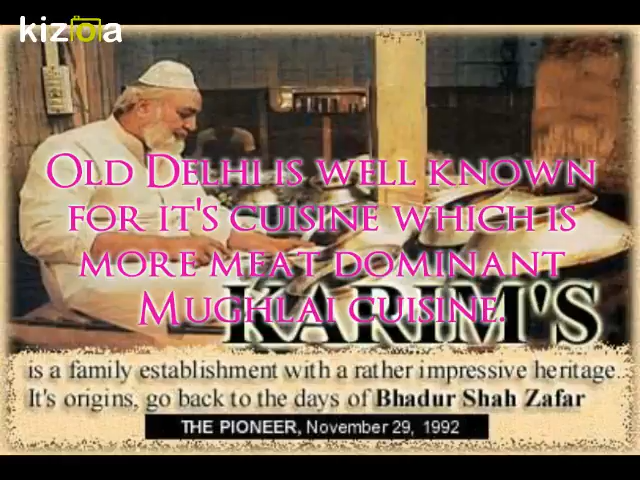 kizoa
Old Delhi is well known
for it's cuisine which is
more meat dominant
Mughlai cuisine.
KARIM'S
is a family establishment with a rather impressive heritage.
It's origins, go back to the days of Bhadur Shah Zafar
THE PIONEER, November 29, 1992